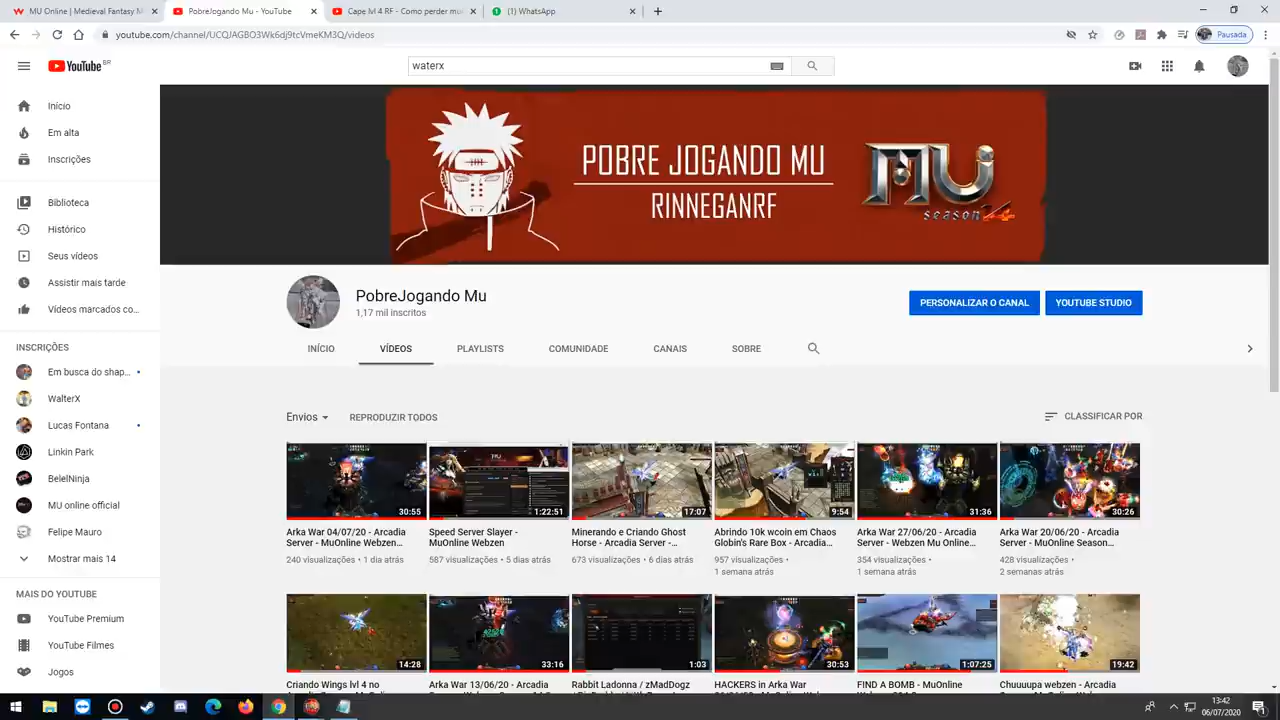 MU Online | Medieval Fantasy M
PobreJogando Mu - YouTube
Cape lvl 4 RF - Como perder mu
(1) WhatsApp
youtube.com/channel/UCQJAGBO3Wk6dj9tcVmeKM3Q/videos
Pausada
YouTube BR
waterx
Início
Em alta
Inscrições
Biblioteca
Histórico
Seus vídeos
Assistir mais tarde
Vídeos marcados co...
INSCRIÇÕES
Em busca do shap...
WalterX
Lucas Fontana
Linkin Park
BelelNinja
MU online official
Felipe Mauro
Mostrar mais 14
MAIS DO YOUTUBE
YouTube Premium
YouTube Filmes
Jogos
POBRE JOGANDO MU
RINNEGANRF
MU
season 14
PobreJogando Mu
1,17 mil inscritos
PERSONALIZAR O CANAL
YOUTUBE STUDIO
INÍCIO
VÍDEOS
PLAYLISTS
COMUNIDADE
CANAIS
SOBRE
Envios
REPRODUZIR TODOS
CLASSIFICAR POR
30:55
Arka War 04/07/20 - Arcadia
Server - MuOnline Webzen...
240 visualizações • 1 dia atrás
1:22:51
Speed Server Slayer -
MuOnline Webzen
587 visualizações • 5 dias atrás
17:07
Minerando e Criando Ghost
Horse - Arcadia Server -...
673 visualizações • 6 dias atrás
9:54
Abrindo 10k wcoin em Chaos
Globin's Rare Box - Arcadia...
957 visualizações •
1 semana atrás
31:36
Arka War 27/06/20 - Arcadia
Server - Webzen Mu Online...
354 visualizações •
1 semana atrás
30:26
Arka War 20/06/20 - Arcadia
Server - MuOnline Season...
428 visualizações •
2 semanas atrás
14:28
Criando Wings lvl 4 no
33:16
Arka War 13/06/20 - Arcadia
1:03
Rabbit Ladonna / zMadDogz
30:53
HACKERS in Arka War
1:07:25
FIND A BOMB - MuOnline
19:42
Chuuuupa webzen - Arcadia
13:42
06/07/2020